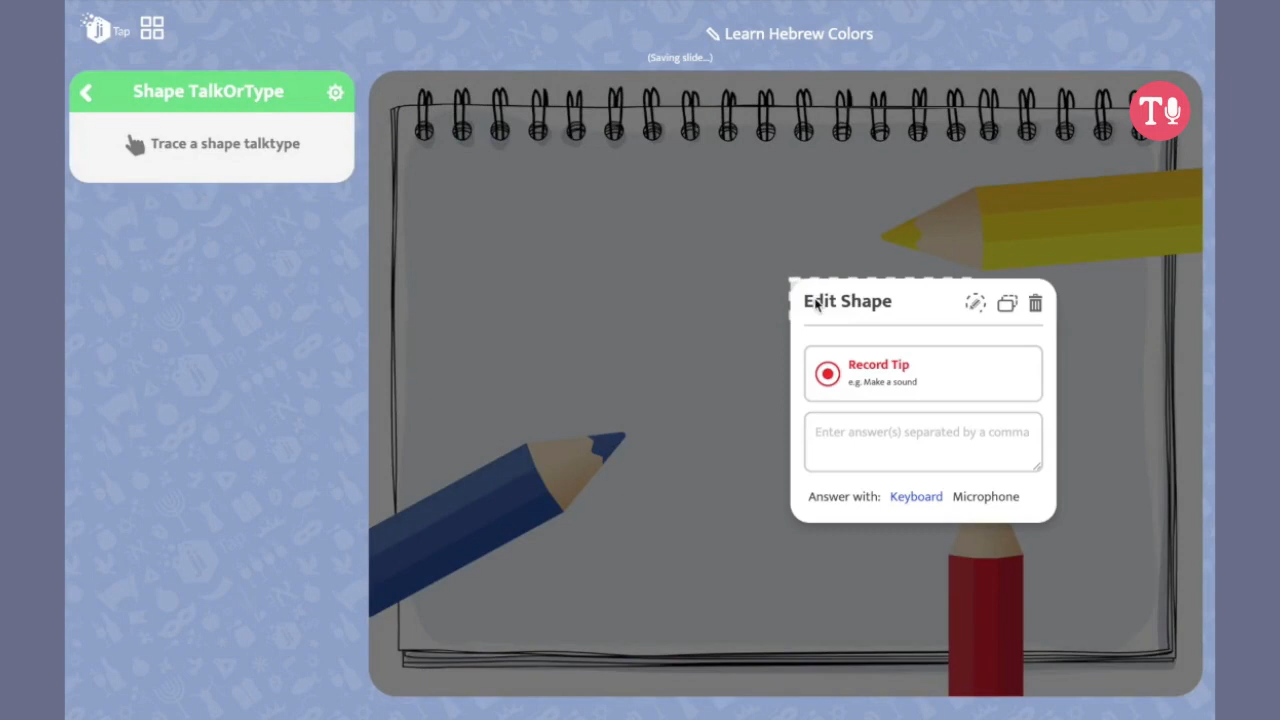 ji Tap
Learn Hebrew Colors
(Saving slide...)
Shape TalkOrType
Trace a shape talktype
T
Edit Shape
Record Tip
e.g. Make a sound
Enter answer(s) separated by a comma
Answer with: Keyboard Microphone